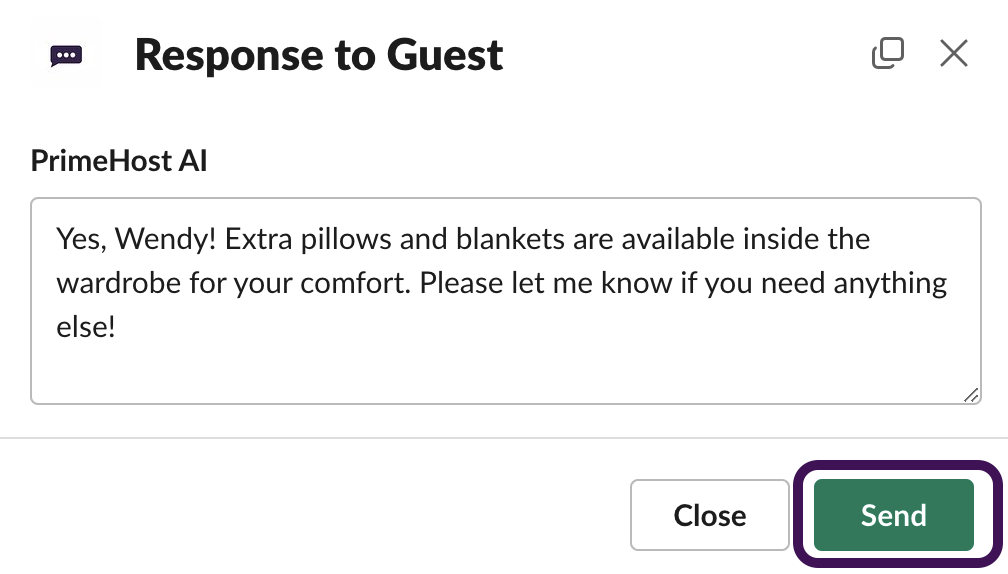 Response to Guest
PrimeHost AI
Yes, Wendy! Extra pillows and blankets are available inside the
wardrobe for your comfort. Please let me know if you need anything
else!
Close
Send